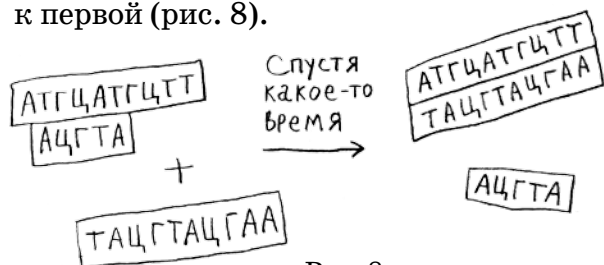 к первой (рис. 8).
АТГЦАТГЦТТ
АЦГТА
+
ТАЦГТАЦГАА
Спустя
какое-то
время
АТГЦАТГЦТТ
ТАЦГТАЦГАА
АЦГТА